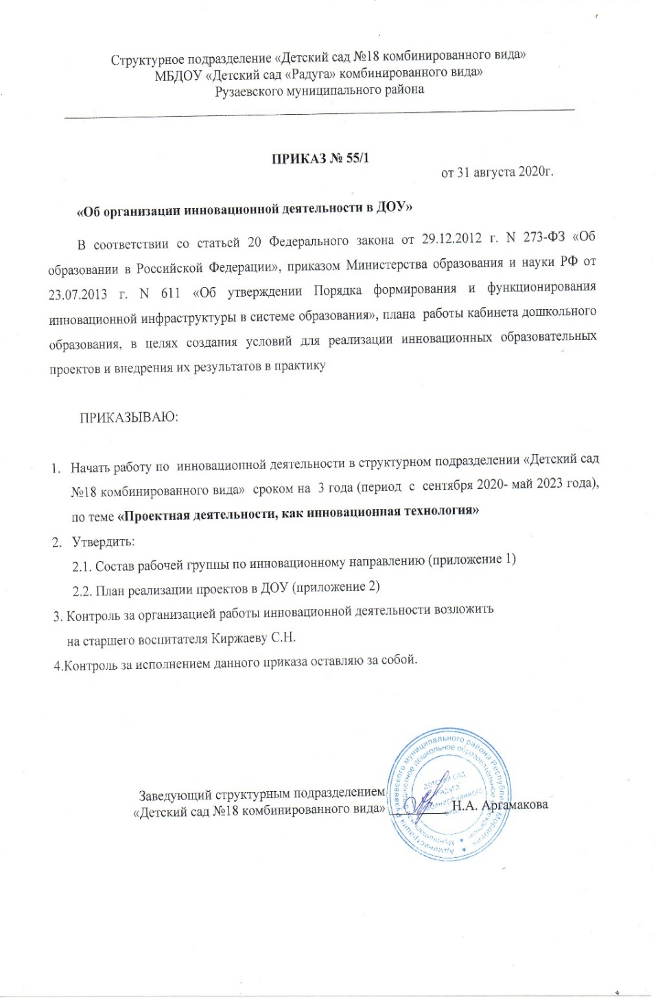 Структурное подразделение «Детский сад №18 комбинированного вида»
МБДОУ «Детский сад «Радуга» комбинированного вида»
Рузаевского муниципального района
ПРИКАЗ № 55/1
от 31 августа 2020г.
«Об организации инновационной деятельности в ДОУ»
В соответствии со статьей 20 Федерального закона от 29.12.2012 г. N 273-ФЗ «Об
образовании в Российской Федерации», приказом Министерства образования и науки РФ от
23.07.2013 г. N 611 «Об утверждении Порядка формирования и функционирования
инновационной инфраструктуры в системе образования», плана работы кабинета дошкольного
образования, в целях создания условий для реализации инновационных образовательных
проектов и внедрения их результатов в практику
ПРИКАЗЫВАЮ:
1. Начать работу по инновационной деятельности в структурном подразделении «Детский сад
№18 комбинированного вида» сроком на 3 года (период с сентября 2020- май 2023 года),
по теме «Проектная деятельности, как инновационная технология»
2. Утвердить:
2.1. Состав рабочей группы по инновационному направлению (приложение 1)
2.2. План реализации проектов в ДОУ (приложение 2)
3. Контроль за организацией работы инновационной деятельности возложить
на старшего воспитателя Киржаеву С.Н.
4.Контроль за исполнением данного приказа оставляю за собой.
Заведующий структурным подразделением
«Детский сад №18 комбинированного вида» Н.А. Аргамакова
Администрация Рузаевского муниципального района Республики Мордовия
Муниципальное бюджетное дошкольное образовательное учреждение
детский сад
Радуга